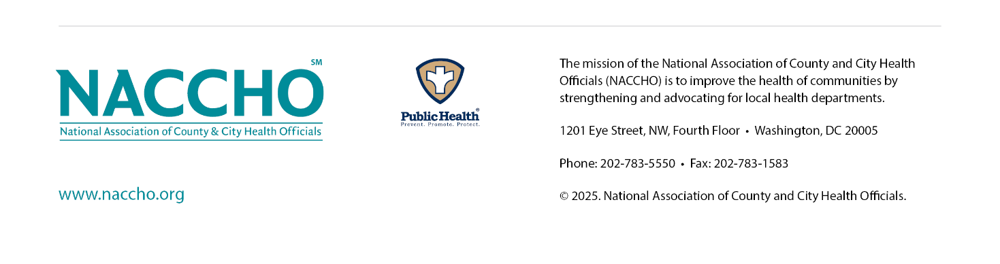 NACCHO SM
National Association of County & City Health Officials
www.naccho.org
Public Health®
Prevent. Promote. Protect.
The mission of the National Association of County and City Health
Officials (NACCHO) is to improve the health of communities by
strengthening and advocating for local health departments.
1201 Eye Street, NW, Fourth Floor • Washington, DC 20005
Phone: 202-783-5550 • Fax: 202-783-1583
© 2025. National Association of County and City Health Officials.